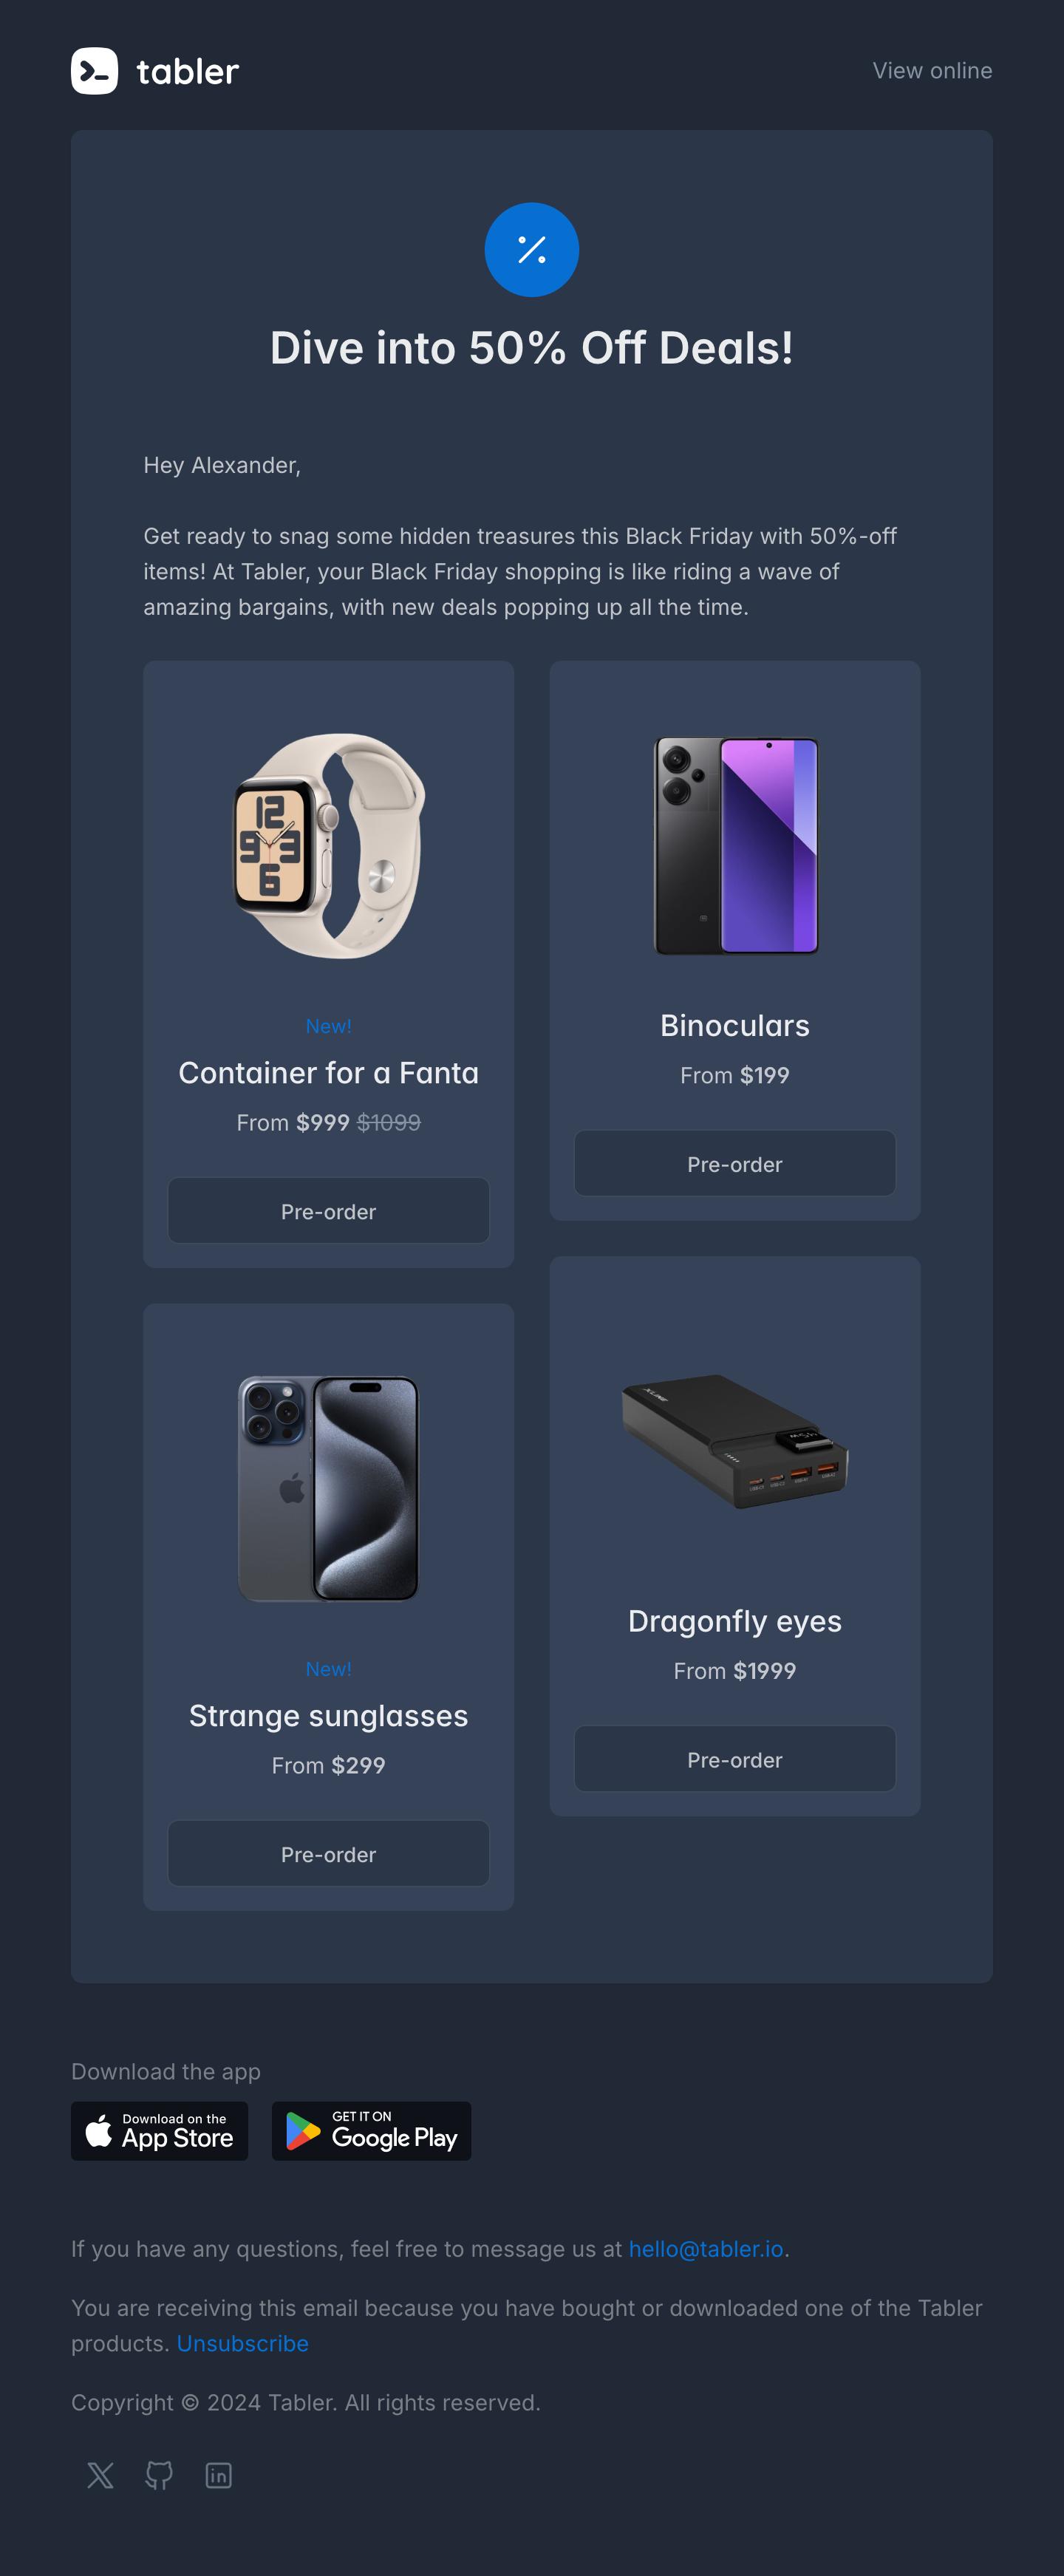 tabler
View online
Dive into 50% Off Deals!
Hey Alexander,
Get ready to snag some hidden treasures this Black Friday with 50%-off
items! At Tabler, your Black Friday shopping is like riding a wave of
amazing bargains, with new deals popping up all the time.
12
9 3
6
New!
Container for a Fanta
From $999 $1099
Pre-order
Binoculars
From $199
Pre-order
New!
Strange sunglasses
From $299
Pre-order
Dragonfly eyes
From $1999
Pre-order
Download the app
Download on the
App Store
GET IT ON
Google Play
If you have any questions, feel free to message us at hello@tabler.io.
You are receiving this email because you have bought or downloaded one of the Tabler
products. Unsubscribe
Copyright © 2024 Tabler. All rights reserved.